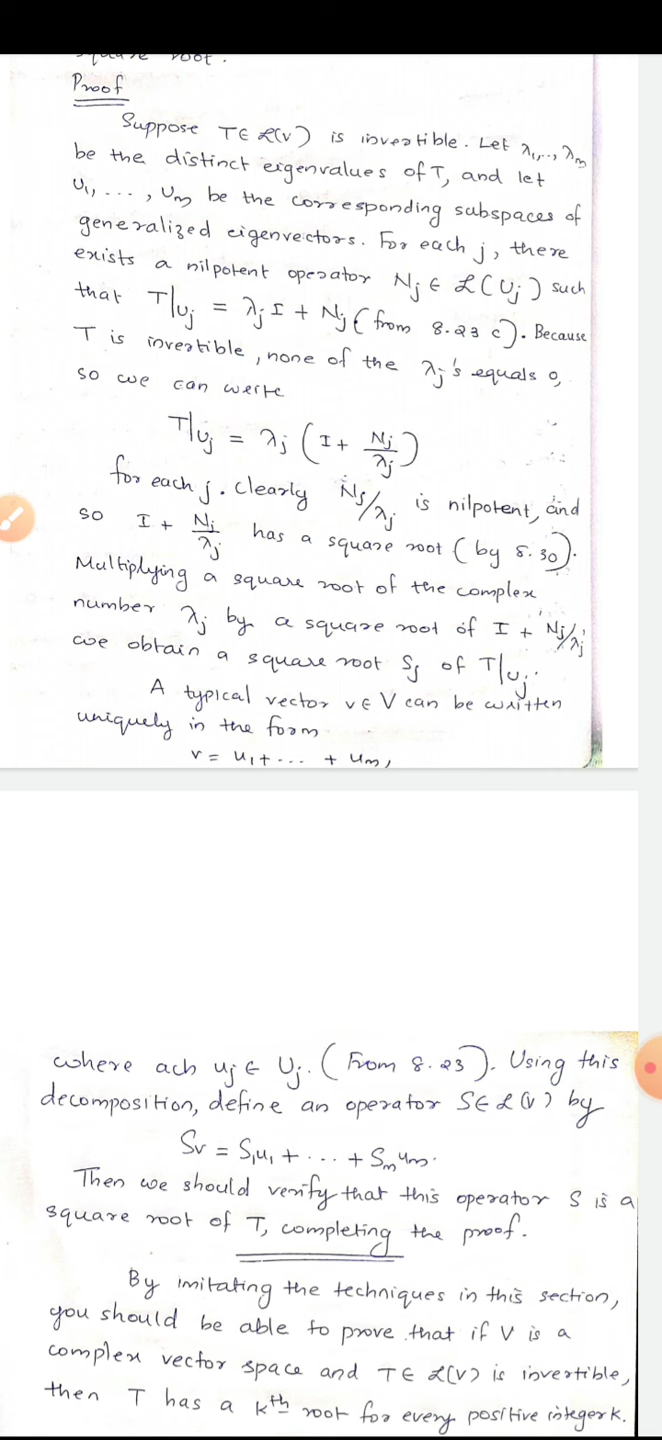 square root.
Proof
Suppose T∈ L(V) is invertible. Let λ1,..., λm
be the distinct eigenvalues of T, and let
U1, ..., Um be the corresponding subspaces of
generalized eigenvectors. For each j, there
exists a nilpotent operator Nj ∈ L(Uj) such
that T|Uj = λjI + Nj (from 8.23 c). Because
T is invertible, none of the λj's equals 0,
so we can write
T|Uj = λj (I + Nj/λj)
for each j. Clearly Nj/λj is nilpotent, and
so I + Nj/λj has a square root (by 8.30).
Multiplying a square root of the complex
number λj by a square root of I + Nj/λj
we obtain a square root Sj of T|Uj.
A typical vector v∈V can be written
uniquely in the form
v = u1+... + um,
where ach uj∈ Uj. (From 8.23). Using this
decomposition, define an operator S∈L(V) by
Sv = S1u1 + ... + Smum.
Then we should verify that this operator S is a
square root of T, completing the proof.
By imitating the techniques in this section,
you should be able to prove that if V is a
complex vector space and T∈ L(V) is invertible,
then T has a kth root for every positive integer k.